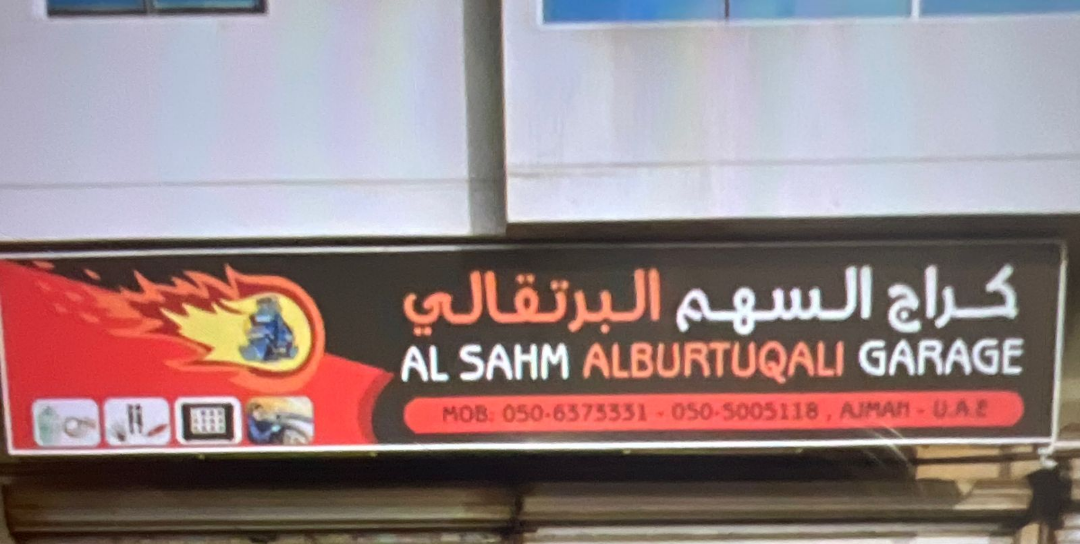 كراج السهم البرتقالي
AL SAHM ALBURTUQALI GARAGE
MOB: 050-6373331 - 050-5005118 , AJMAN - U.A.E